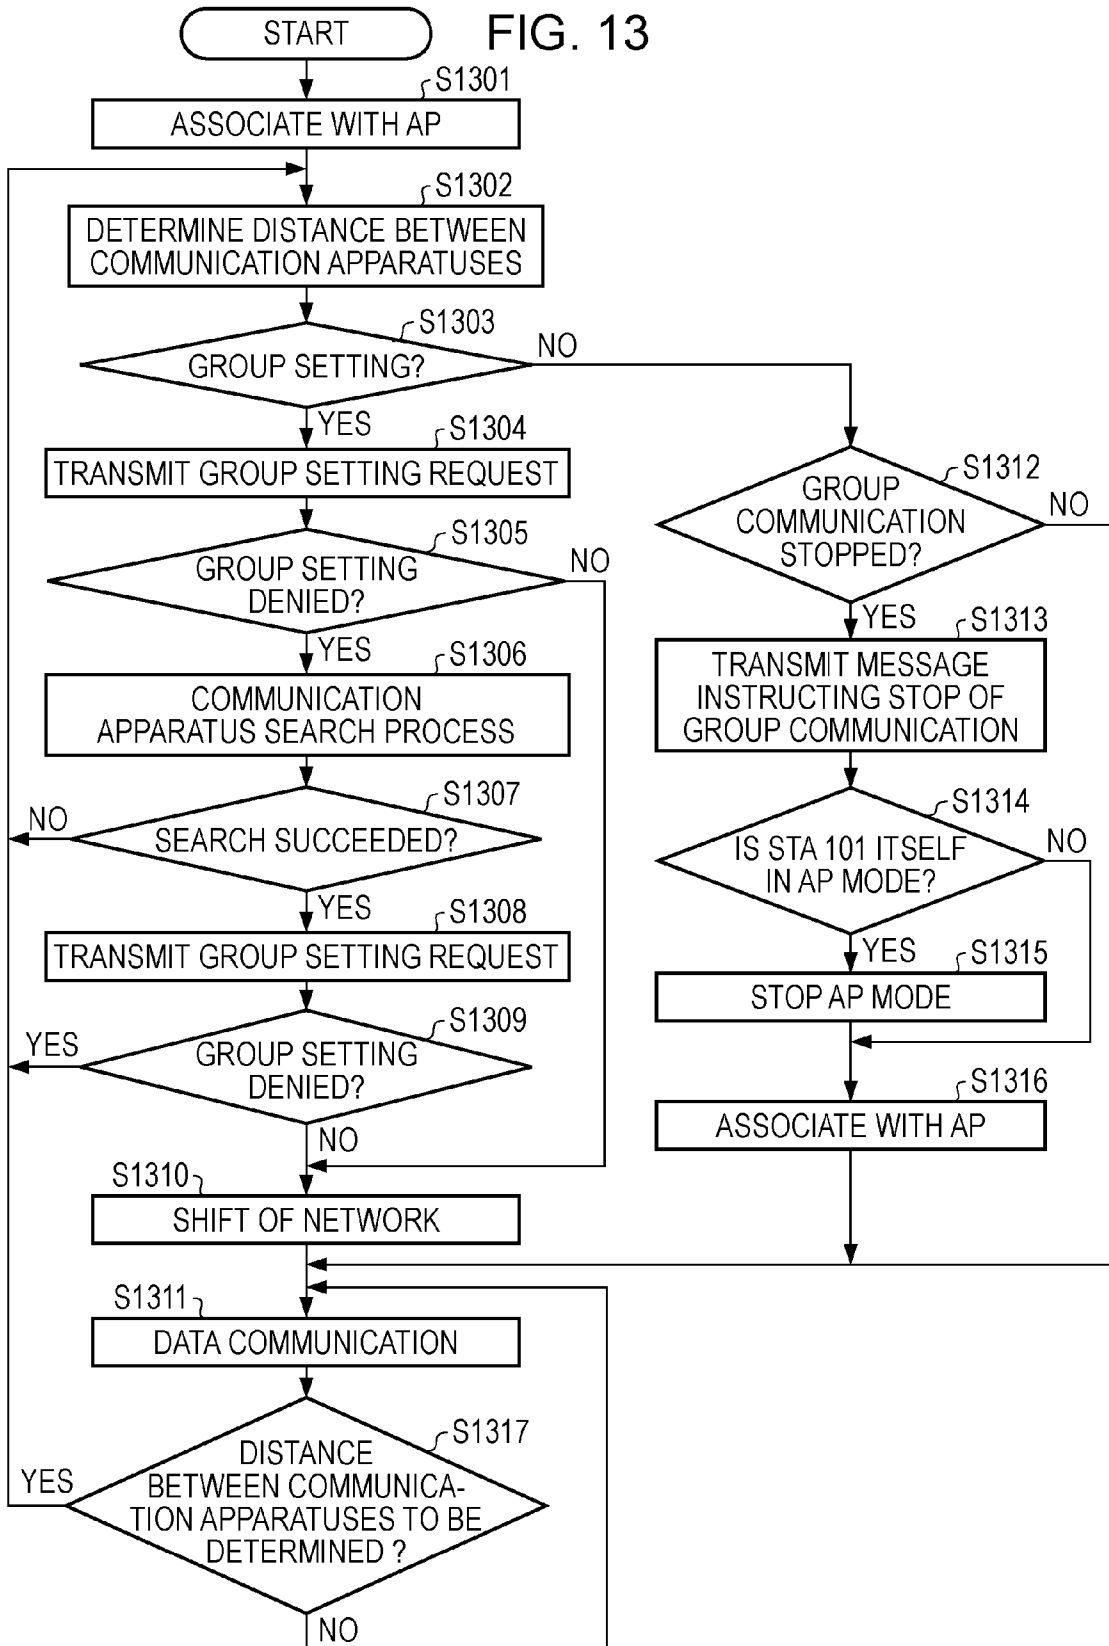 START
FIG. 13
S1301
ASSOCIATE WITH AP
S1302
DETERMINE DISTANCE BETWEEN
COMMUNICATION APPARATUSES
S1303
GROUP SETTING?
NO
YES
S1304
TRANSMIT GROUP SETTING REQUEST
S1305
GROUP SETTING
DENIED?
NO
YES
S1306
COMMUNICATION
APPARATUS SEARCH PROCESS
S1307
NO
SEARCH SUCCEEDED?
YES
S1308
TRANSMIT GROUP SETTING REQUEST
S1309
YES
GROUP SETTING
DENIED?
NO
S1310
SHIFT OF NETWORK
S1311
DATA COMMUNICATION
S1317
YES
DISTANCE
BETWEEN COMMUNICA-
TION APPARATUSES TO BE
DETERMINED ?
NO
S1312
GROUP
COMMUNICATION
STOPPED?
NO
YES
S1313
TRANSMIT MESSAGE
INSTRUCTING STOP OF
GROUP COMMUNICATION
S1314
IS STA 101 ITSELF
IN AP MODE?
NO
YES
S1315
STOP AP MODE
S1316
ASSOCIATE WITH AP